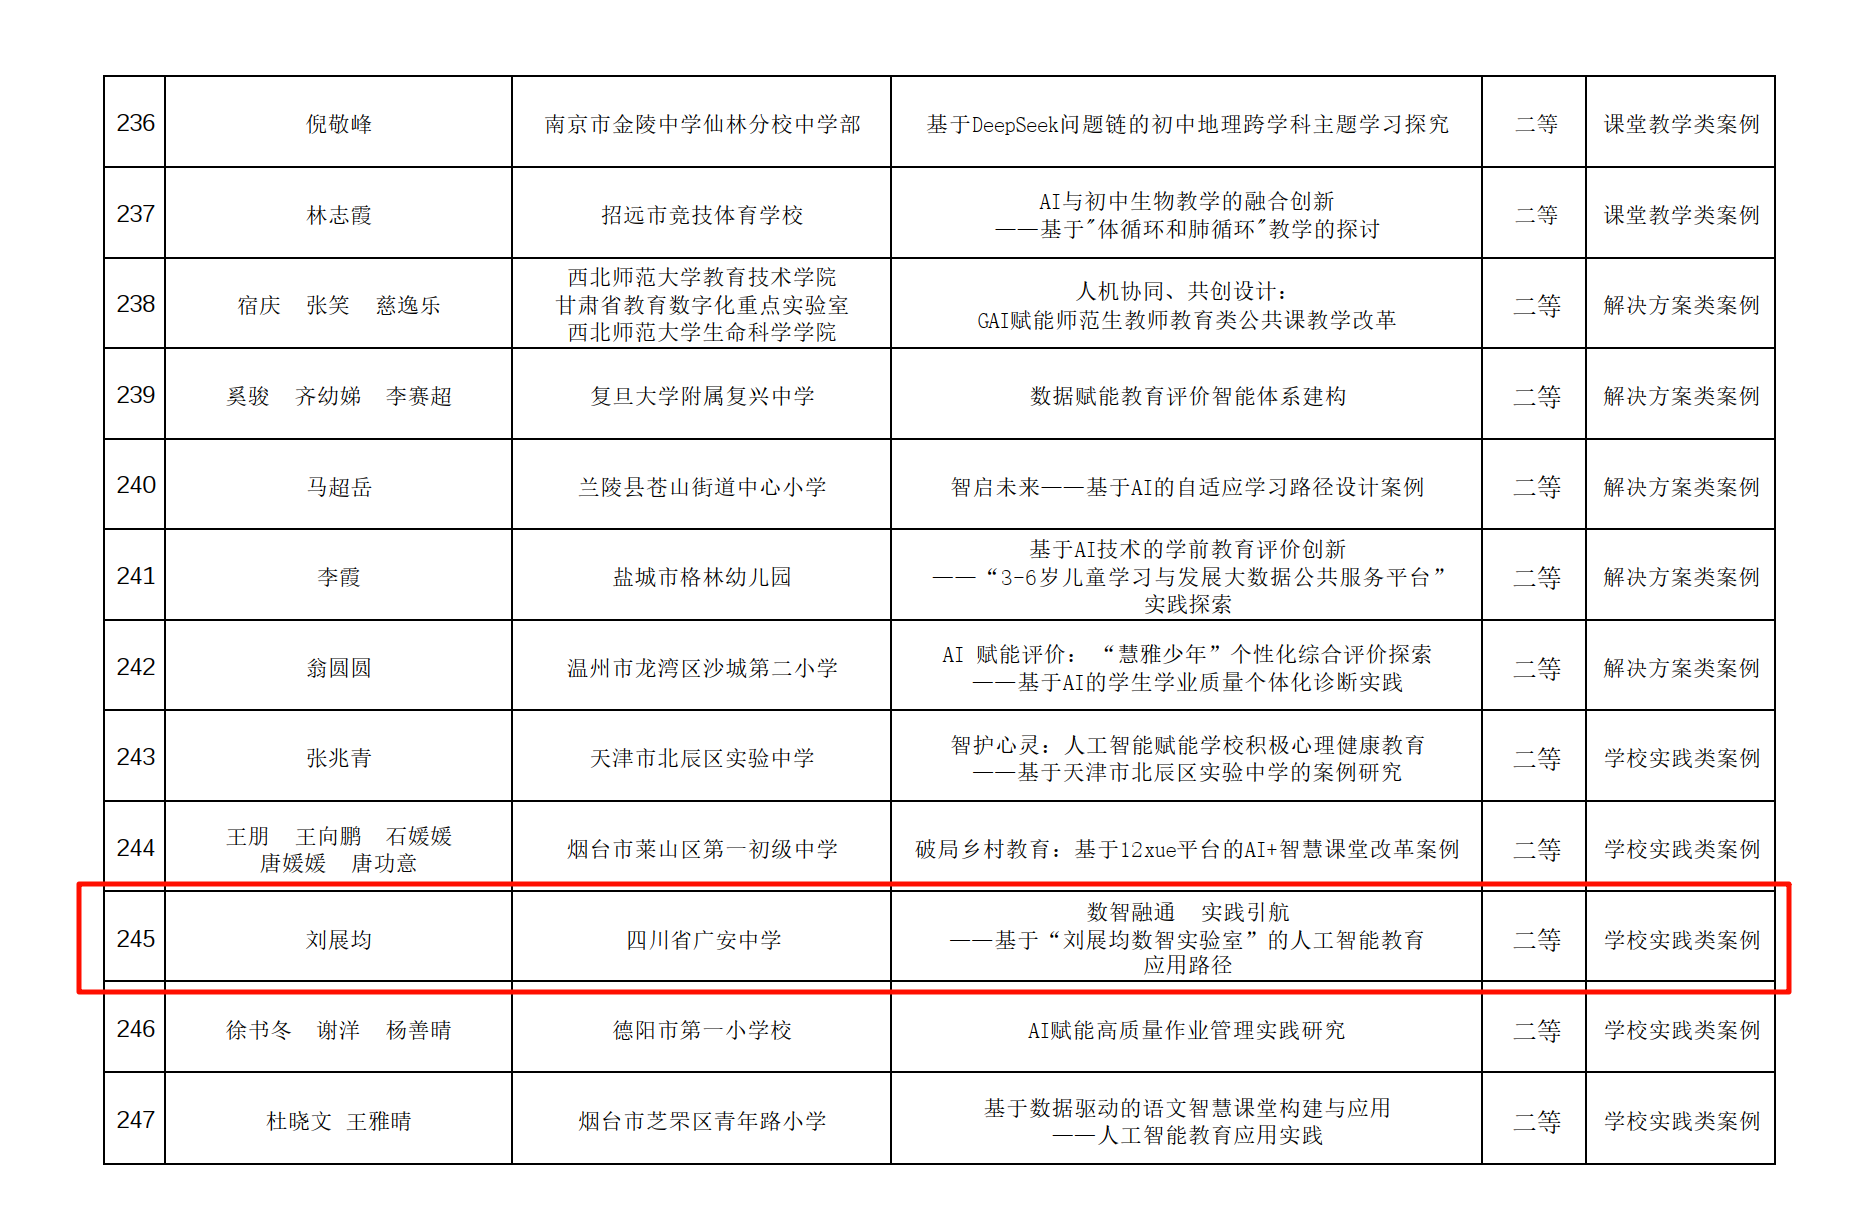 236 倪敬峰 南京市金陵中学仙林分校中学部 基于DeepSeek问题链的初中地理跨学科主题学习探究 二等 课堂教学类案例
237 林志霞 招远市竞技体育学校 AI与初中生物教学的融合创新
——基于"体循环和肺循环"教学的探讨 二等 课堂教学类案例
238 宿庆 张笑 慈逸乐 西北师范大学教育技术学院
甘肃省教育数字化重点实验室
西北师范大学生命科学学院 人机协同、共创设计：
GAI赋能师范生教师教育类公共课教学改革 二等 解决方案类案例
239 奚骏 齐幼娣 李赛超 复旦大学附属复兴中学 数据赋能教育评价智能体系建构 二等 解决方案类案例
240 马超岳 兰陵县苍山街道中心小学 智启未来——基于AI的自适应学习路径设计案例 二等 解决方案类案例
241 李霞 盐城市格林幼儿园 基于AI技术的学前教育评价创新
——“3-6岁儿童学习与发展大数据公共服务平台”
实践探索 二等 解决方案类案例
242 翁圆圆 温州市龙湾区沙城第二小学 AI 赋能评价：“慧雅少年”个性化综合评价探索
——基于AI的学生学业质量个体化诊断实践 二等 解决方案类案例
243 张兆青 天津市北辰区实验中学 智护心灵：人工智能赋能学校积极心理健康教育
——基于天津市北辰区实验中学的案例研究 二等 学校实践类案例
244 王朋 王向鹏 石媛媛
唐媛媛 唐功意 烟台市莱山区第一初级中学 破局乡村教育：基于12xue平台的AI+智慧课堂改革案例 二等 学校实践类案例
245 刘展均 四川省广安中学 数智融通 实践引航
——基于“刘展均数智实验室”的人工智能教育
应用路径 二等 学校实践类案例
246 徐书冬 谢洋 杨善晴 德阳市第一小学校 AI赋能高质量作业管理实践研究 二等 学校实践类案例
247 杜晓文 王雅晴 烟台市芝罘区青年路小学 基于数据驱动的语文智慧课堂构建与应用
——人工智能教育应用实践 二等 学校实践类案例